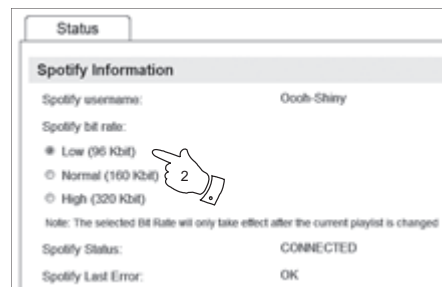 Status
Spotify Information
Spotify username: Oooh-Shiny
Spotify bit rate:
Low (96 Kbit)
Normal (160 Kbit)
2
High (320 Kbit)
Note: The selected Bit Rate will only take effect after the current playlist is changed
Spotify Status: CONNECTED
Spotify Last Error: OK